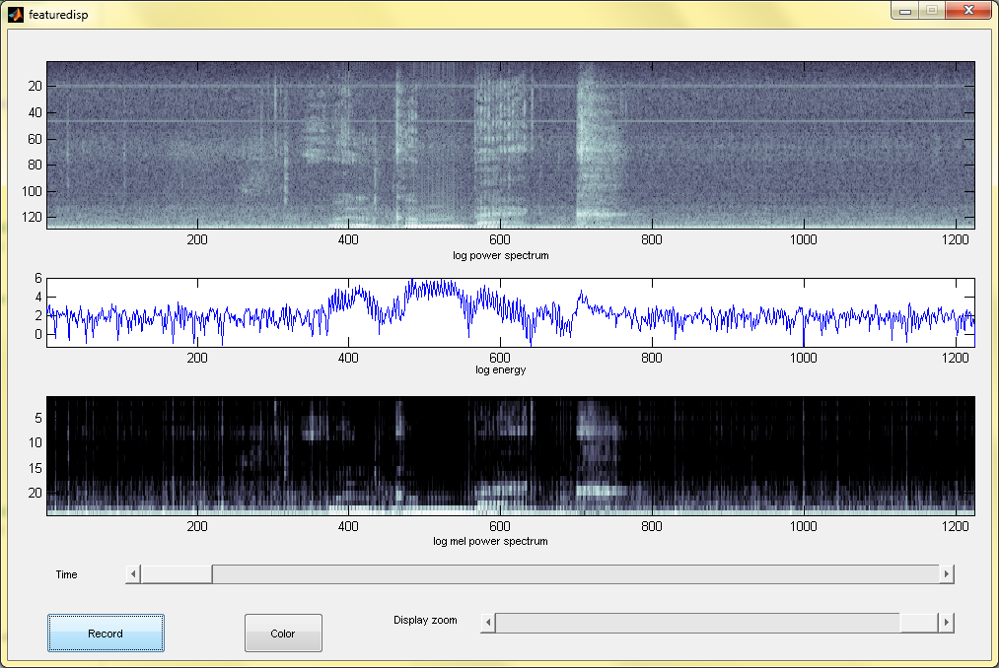 featuredisp
20
40
60
80
100
120
200 400 600 800 1000 1200
log power spectrum
6
4
2
0
200 400 600 800 1000 1200
log energy
5
10
15
20
200 400 600 800 1000 1200
log mel power spectrum
Time
Record Color Display zoom